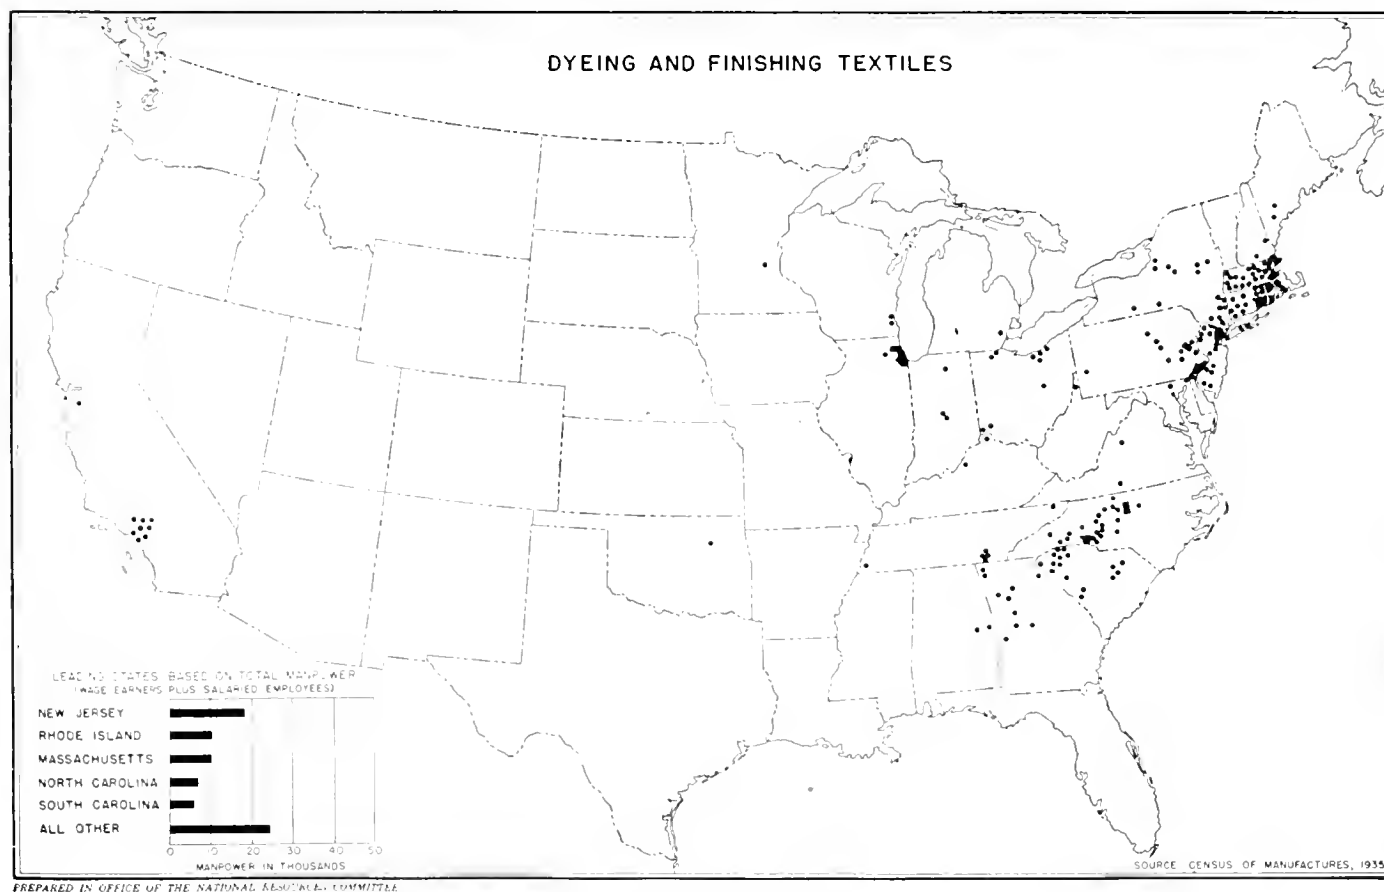 DYEING AND FINISHING TEXTILES
LEADING STATES BASED ON TOTAL MANPOWER
(WAGE EARNERS PLUS SALARIED EMPLOYEES)
NEW JERSEY
RHODE ISLAND
MASSACHUSETTS
NORTH CAROLINA
SOUTH CAROLINA
ALL OTHER
0 10 20 30 40 50
MANPOWER IN THOUSANDS
SOURCE CENSUS OF MANUFACTURES, 1935
PREPARED IN OFFICE OF THE NATIONAL RESOURCES COMMITTEE